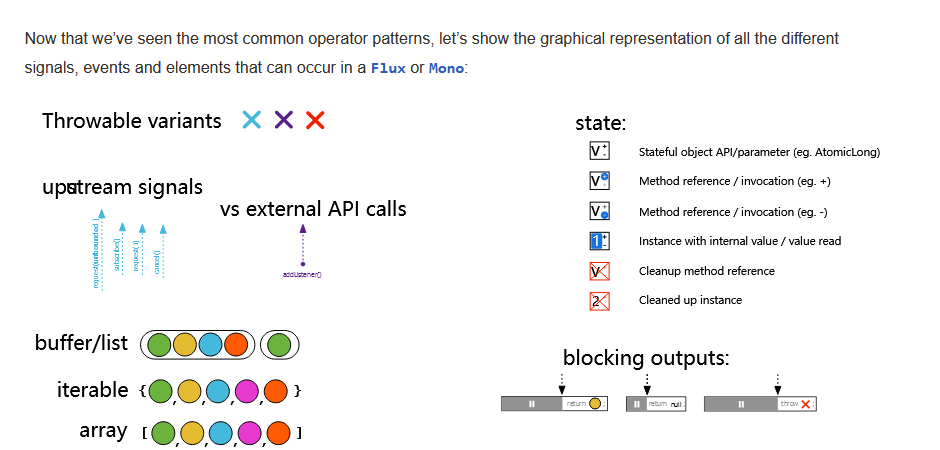 Now that we've seen the most common operator patterns, let's show the graphical representation of all the different
signals, events and elements that can occur in a Flux or Mono:
Throwable variants
upstream signals
request(unbounded)
subscribe()
request(3)
cancel()
vs external API calls
addListener()
buffer/list
iterable { , , , , }
array [ , , , , ]
state:
V + - Stateful object API/parameter (eg. AtomicLong)
V + Method reference / invocation (eg. +)
V + - Method reference / invocation (eg. -)
1 + - Instance with internal value / value read
V Cleanup method reference
2 Cleaned up instance
blocking outputs:
return ;
return null ;
throw ;